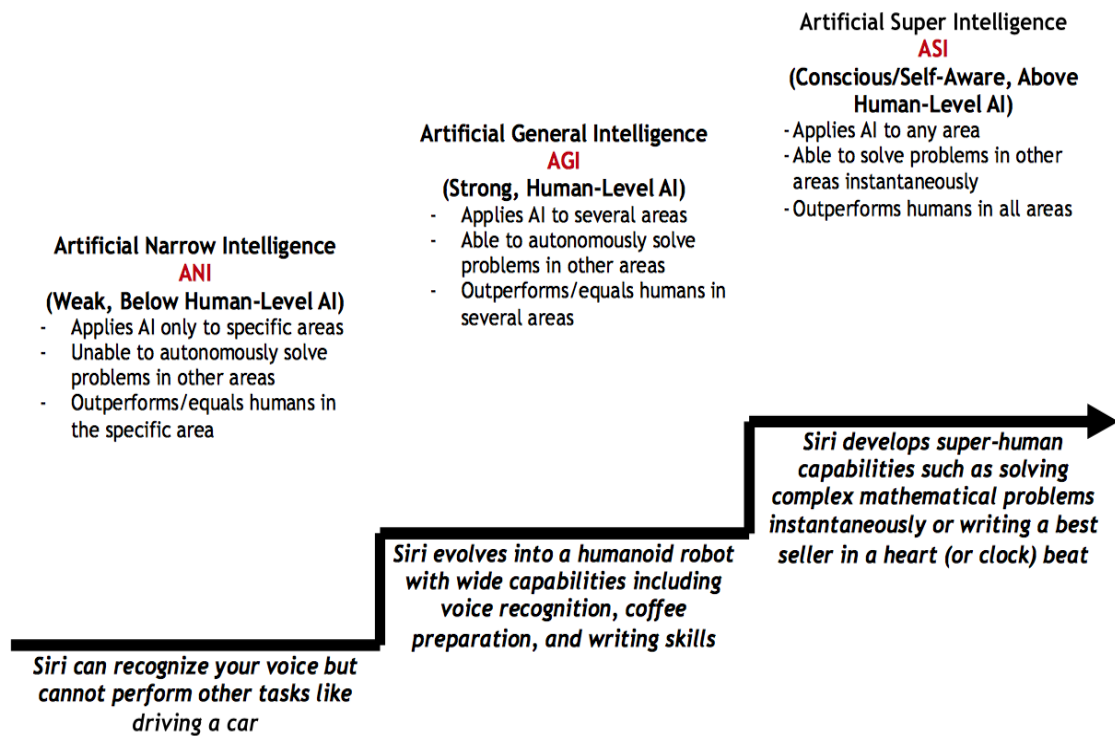 Artificial Narrow Intelligence
ANI
(Weak, Below Human-Level AI)
- Applies AI only to specific areas
- Unable to autonomously solve
problems in other areas
- Outperforms/equals humans in
the specific area
Siri can recognize your voice but
cannot perform other tasks like
driving a car
Artificial General Intelligence
AGI
(Strong, Human-Level AI)
- Applies AI to several areas
- Able to autonomously solve
problems in other areas
- Outperforms/equals humans in
several areas
Siri evolves into a humanoid robot
with wide capabilities including
voice recognition, coffee
preparation, and writing skills
Artificial Super Intelligence
ASI
(Conscious/Self-Aware, Above
Human-Level AI)
- Applies AI to any area
- Able to solve problems in other
areas instantaneously
- Outperforms humans in all areas
Siri develops super-human
capabilities such as solving
complex mathematical problems
instantaneously or writing a best
seller in a heart (or clock) beat